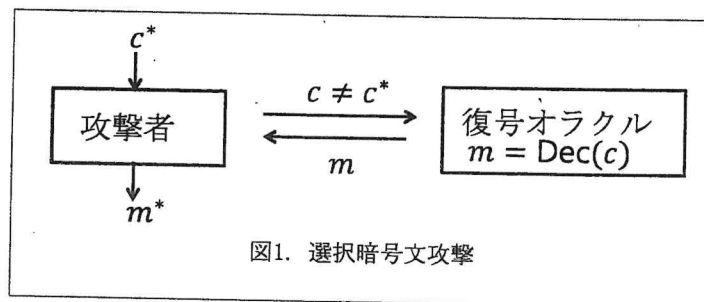 c*
攻撃者
c ≠ c*
m
復号オラクル
m = Dec(c)
m*
図1. 選択暗号文攻撃